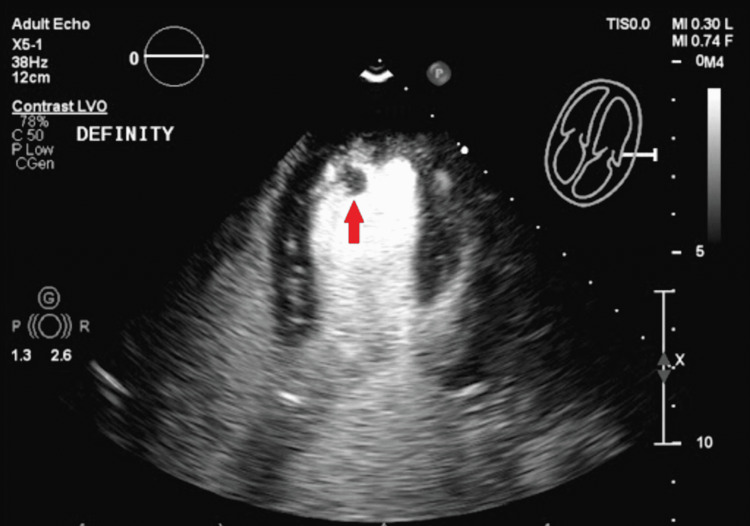 Adult Echo
X5-1
38Hz
12cm
Contrast LVO
78%
C 50
P Low
CGen
DEFINITY
0
P
TIS0.0
MI 0.30 L
MI 0.74 F
0M4
5
X
10
G
P R
1.3 2.6